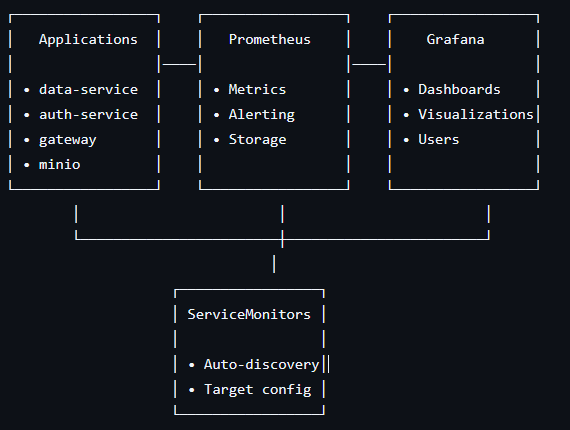 Applications Prometheus Grafana
• data-service • Metrics • Dashboards
• auth-service • Alerting • Visualizations
• gateway • Storage • Users
• minio
ServiceMonitors
• Auto-discovery
• Target config